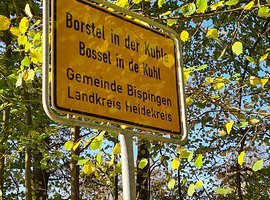 Borstel in der Kuhle
Bossel in de Kuhl
Gemeinde Bispingen
Landkreis Heidekreis